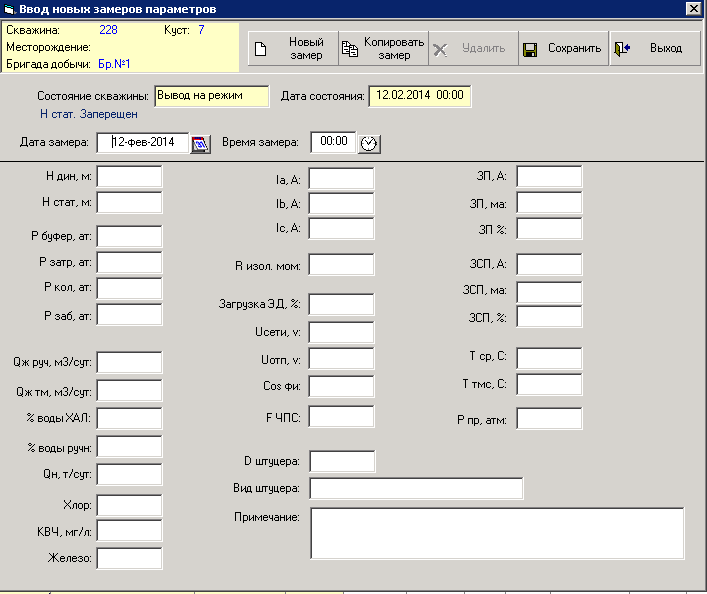 Ввод новых замеров параметров
Скважина: 228 Куст: 7
Месторождение:
Бригада добычи: Бр.№1
Новый замер
Копировать замер
Удалить
Сохранить
Выход
Состояние скважины: Вывод на режим Дата состояния: 12.02.2014 00:00
Н стат. Заперещен
Дата замера: 12-фев-2014 Время замера: 00:00
Н дин, м:
Н стат, м:
Р буфер, ат:
Р затр, ат:
Р кол, ат:
Р заб, ат:
Qж руч, м3/сут:
Qж тм, м3/сут:
% воды ХАЛ:
% воды ручн:
Qн, т/сут:
Хлор:
КВЧ, мг/л:
Железо:
Ia, А:
Ib, А:
Ic, А:
R изол. мом:
Загрузка ЭД, %:
Uсети, v:
Uотп, v:
Cos фи:
F ЧПС:
D штуцера:
Вид штуцера:
Примечание:
ЗП, А:
ЗП, ма:
ЗП %:
ЗСП, А:
ЗСП, ма:
ЗСП, %:
Т ср, С:
Т тмс, С:
Р пр, атм: